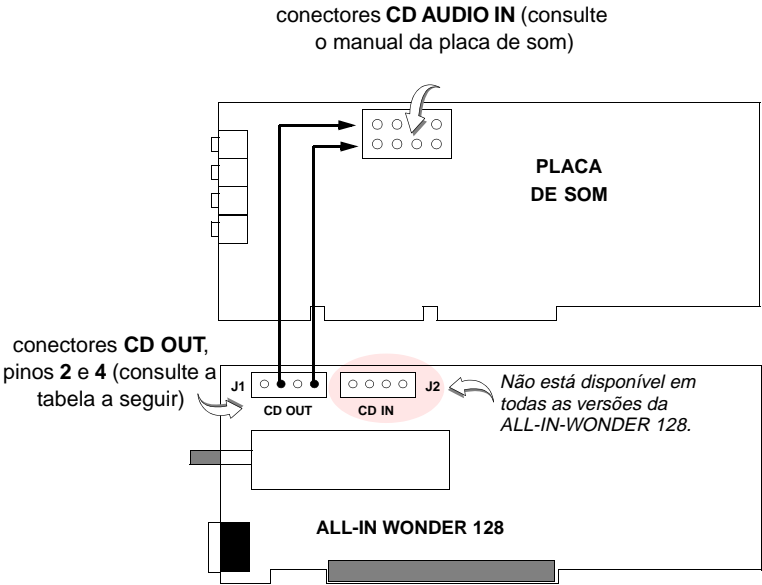 conectores CD AUDIO IN (consulte
o manual da placa de som)
PLACA
DE SOM
conectores CD OUT,
pinos 2 e 4 (consulte a
tabela a seguir)
J1
CD OUT
CD IN
J2
Não está disponível em
todas as versões da
ALL-IN-WONDER 128.
ALL-IN WONDER 128